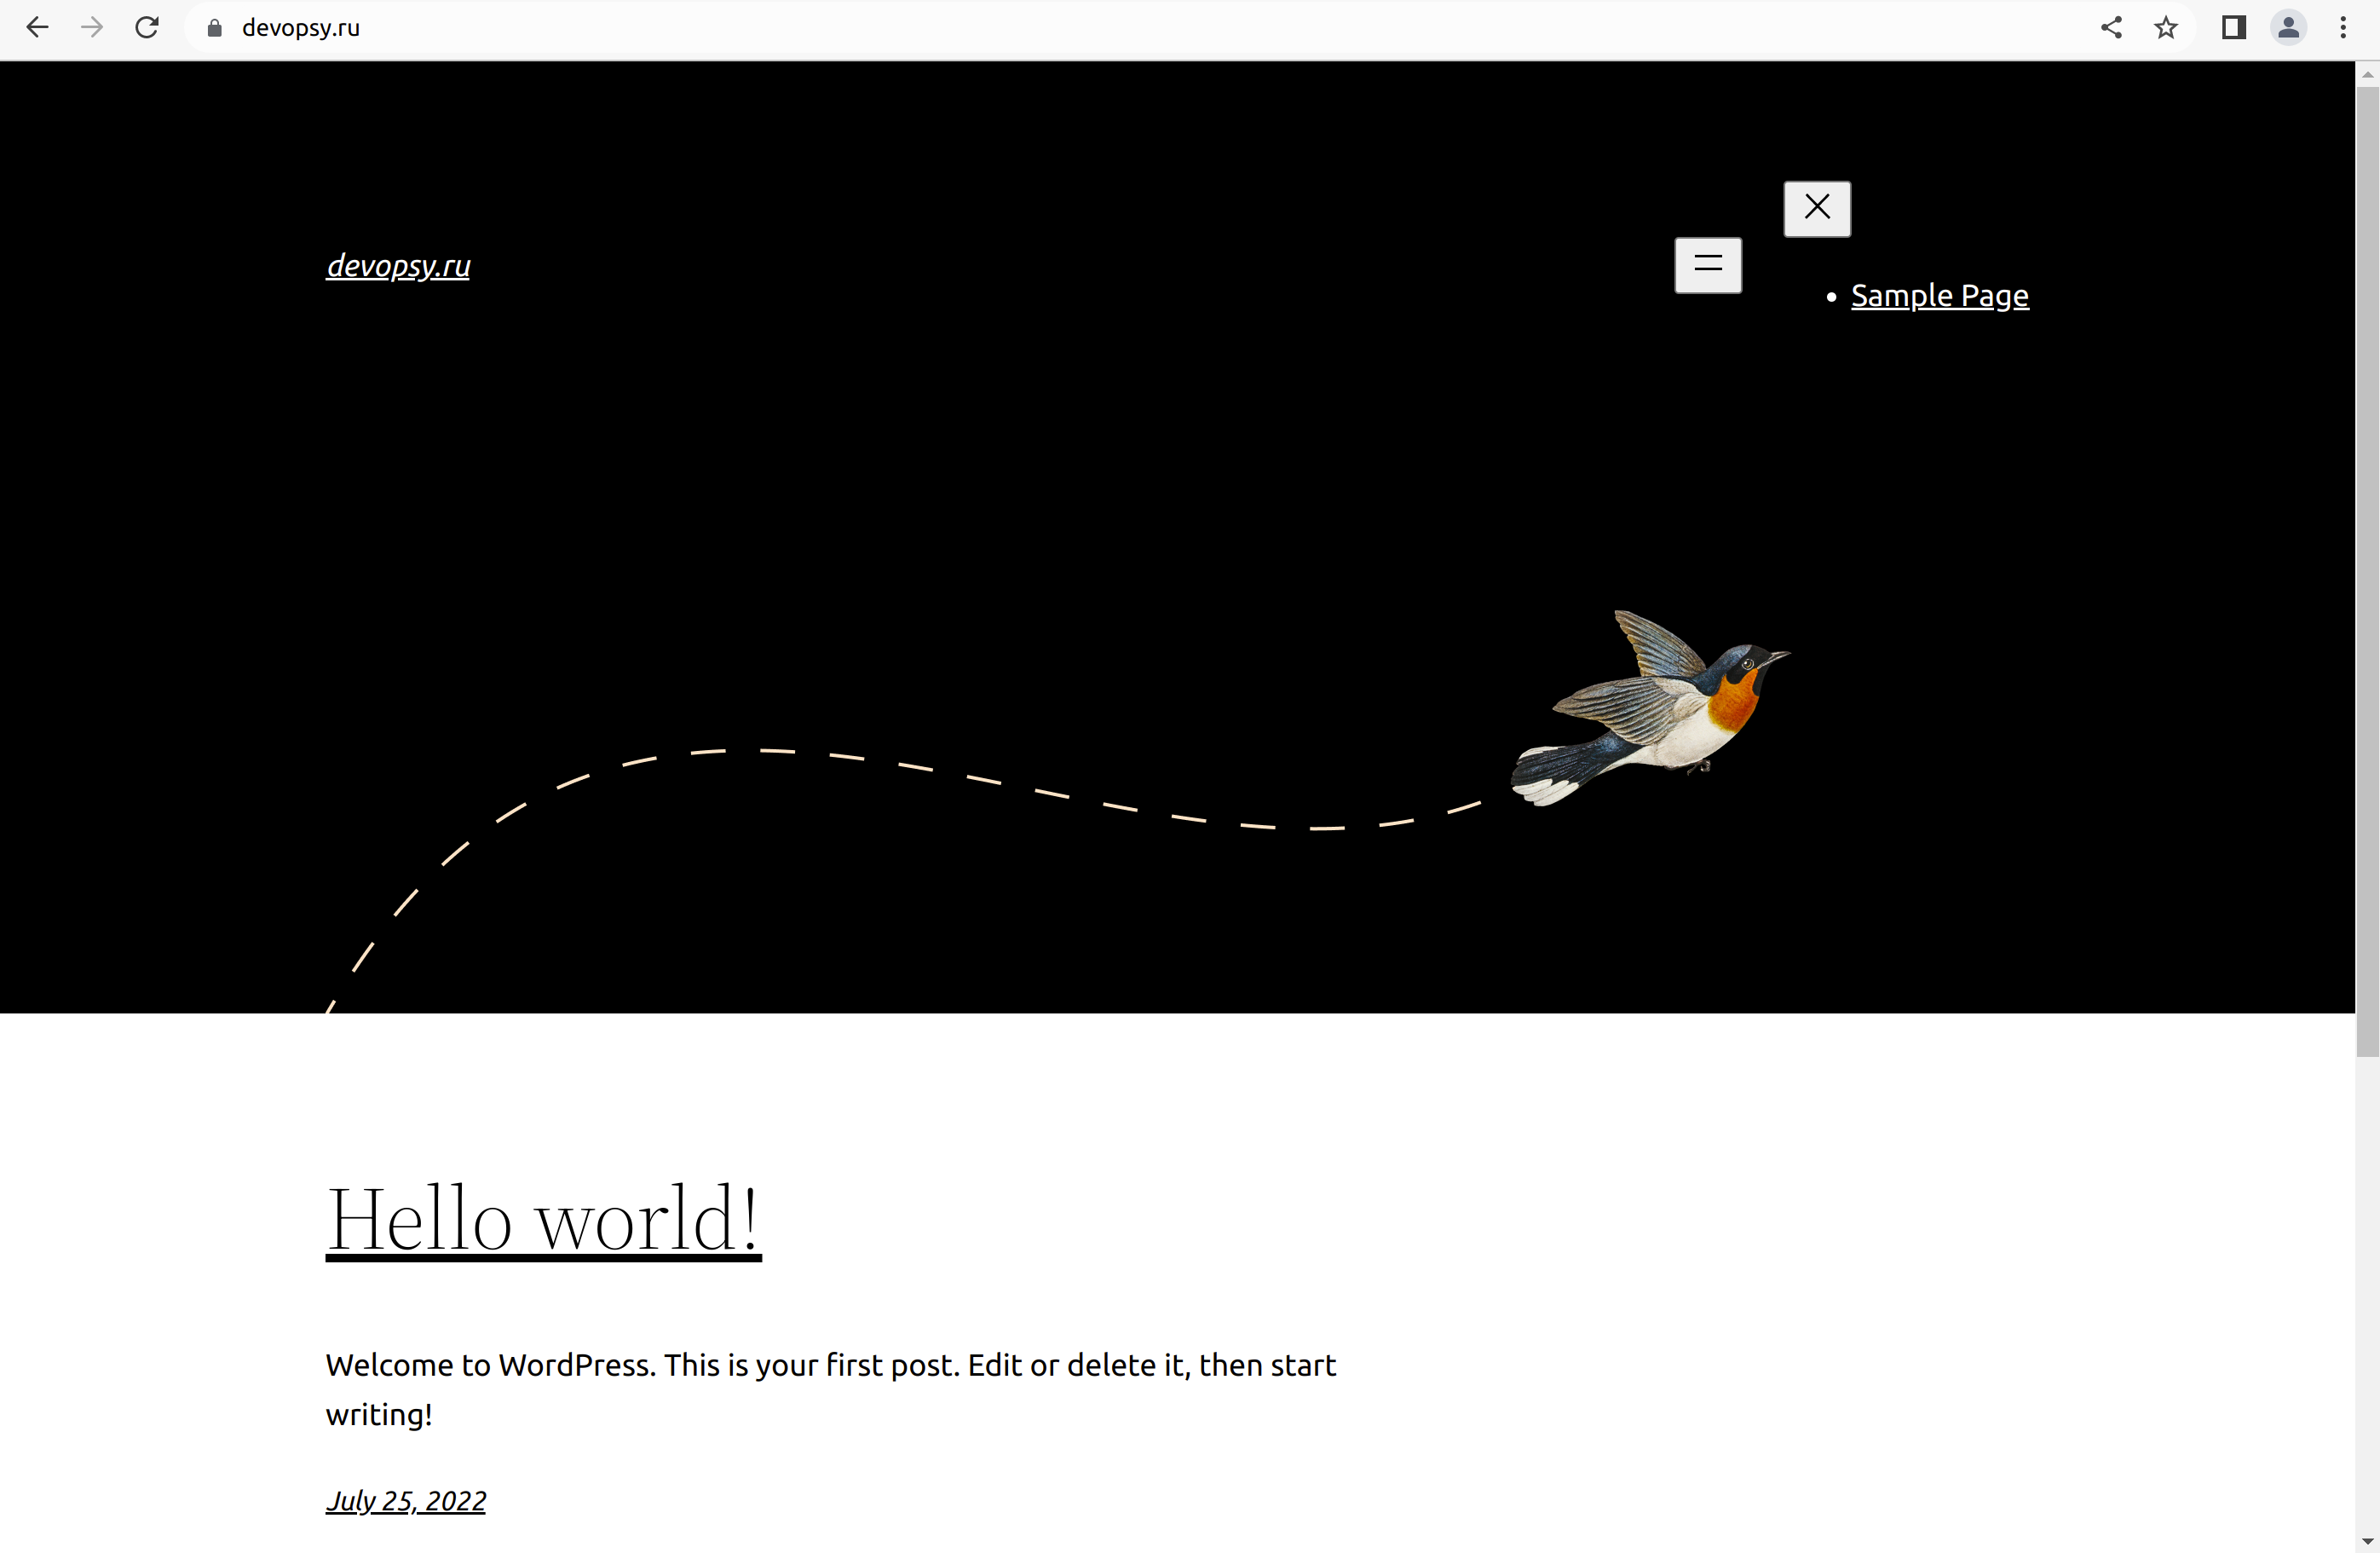 devopsy.ru
devopsy.ru
Sample Page
Hello world!
Welcome to WordPress. This is your first post. Edit or delete it, then start
writing!
July 25, 2022